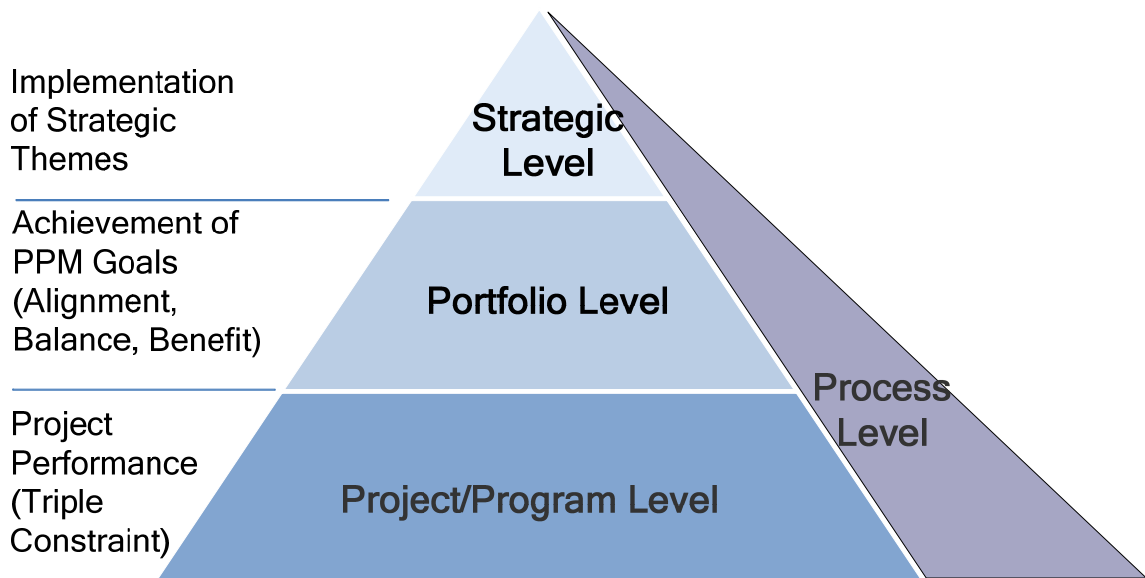 Implementation
of Strategic
Themes
Strategic
Level
Achievement of
PPM Goals
(Alignment,
Balance, Benefit)
Portfolio Level
Process
Level
Project
Performance
(Triple
Constraint)
Project/Program Level